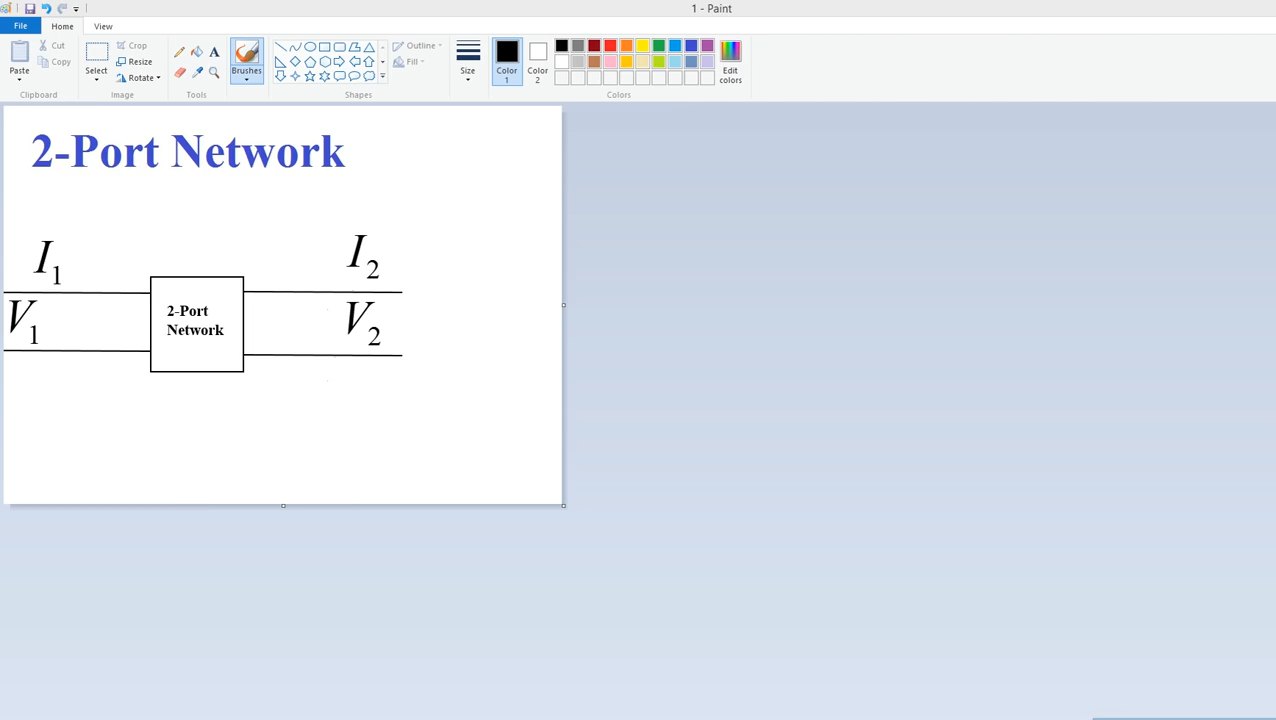 1 - Paint
File Home View
Paste
Cut
Copy
Clipboard
Select
Crop
Resize
Rotate
Image
A
Tools
Brushes
Shapes
Outline
Fill
Size
Color 1
Color 2
Colors
Edit colors
2-Port Network
I1
I2
V1
V2
2-Port
Network